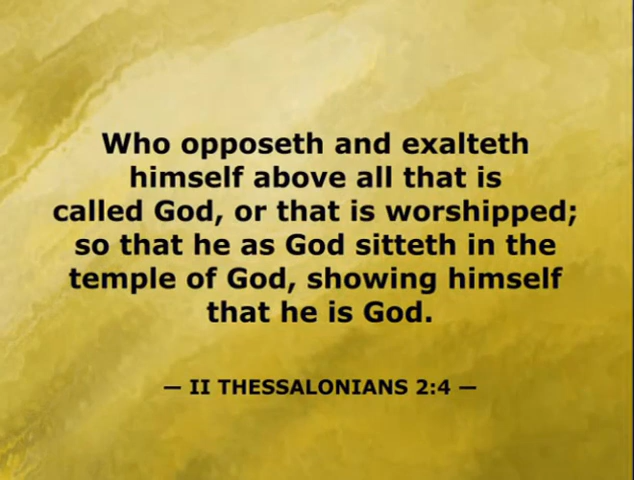 Who opposeth and exalteth
himself above all that is
called God, or that is worshipped;
so that he as God sitteth in the
temple of God, showing himself
that he is God.
— II THESSALONIANS 2:4 —